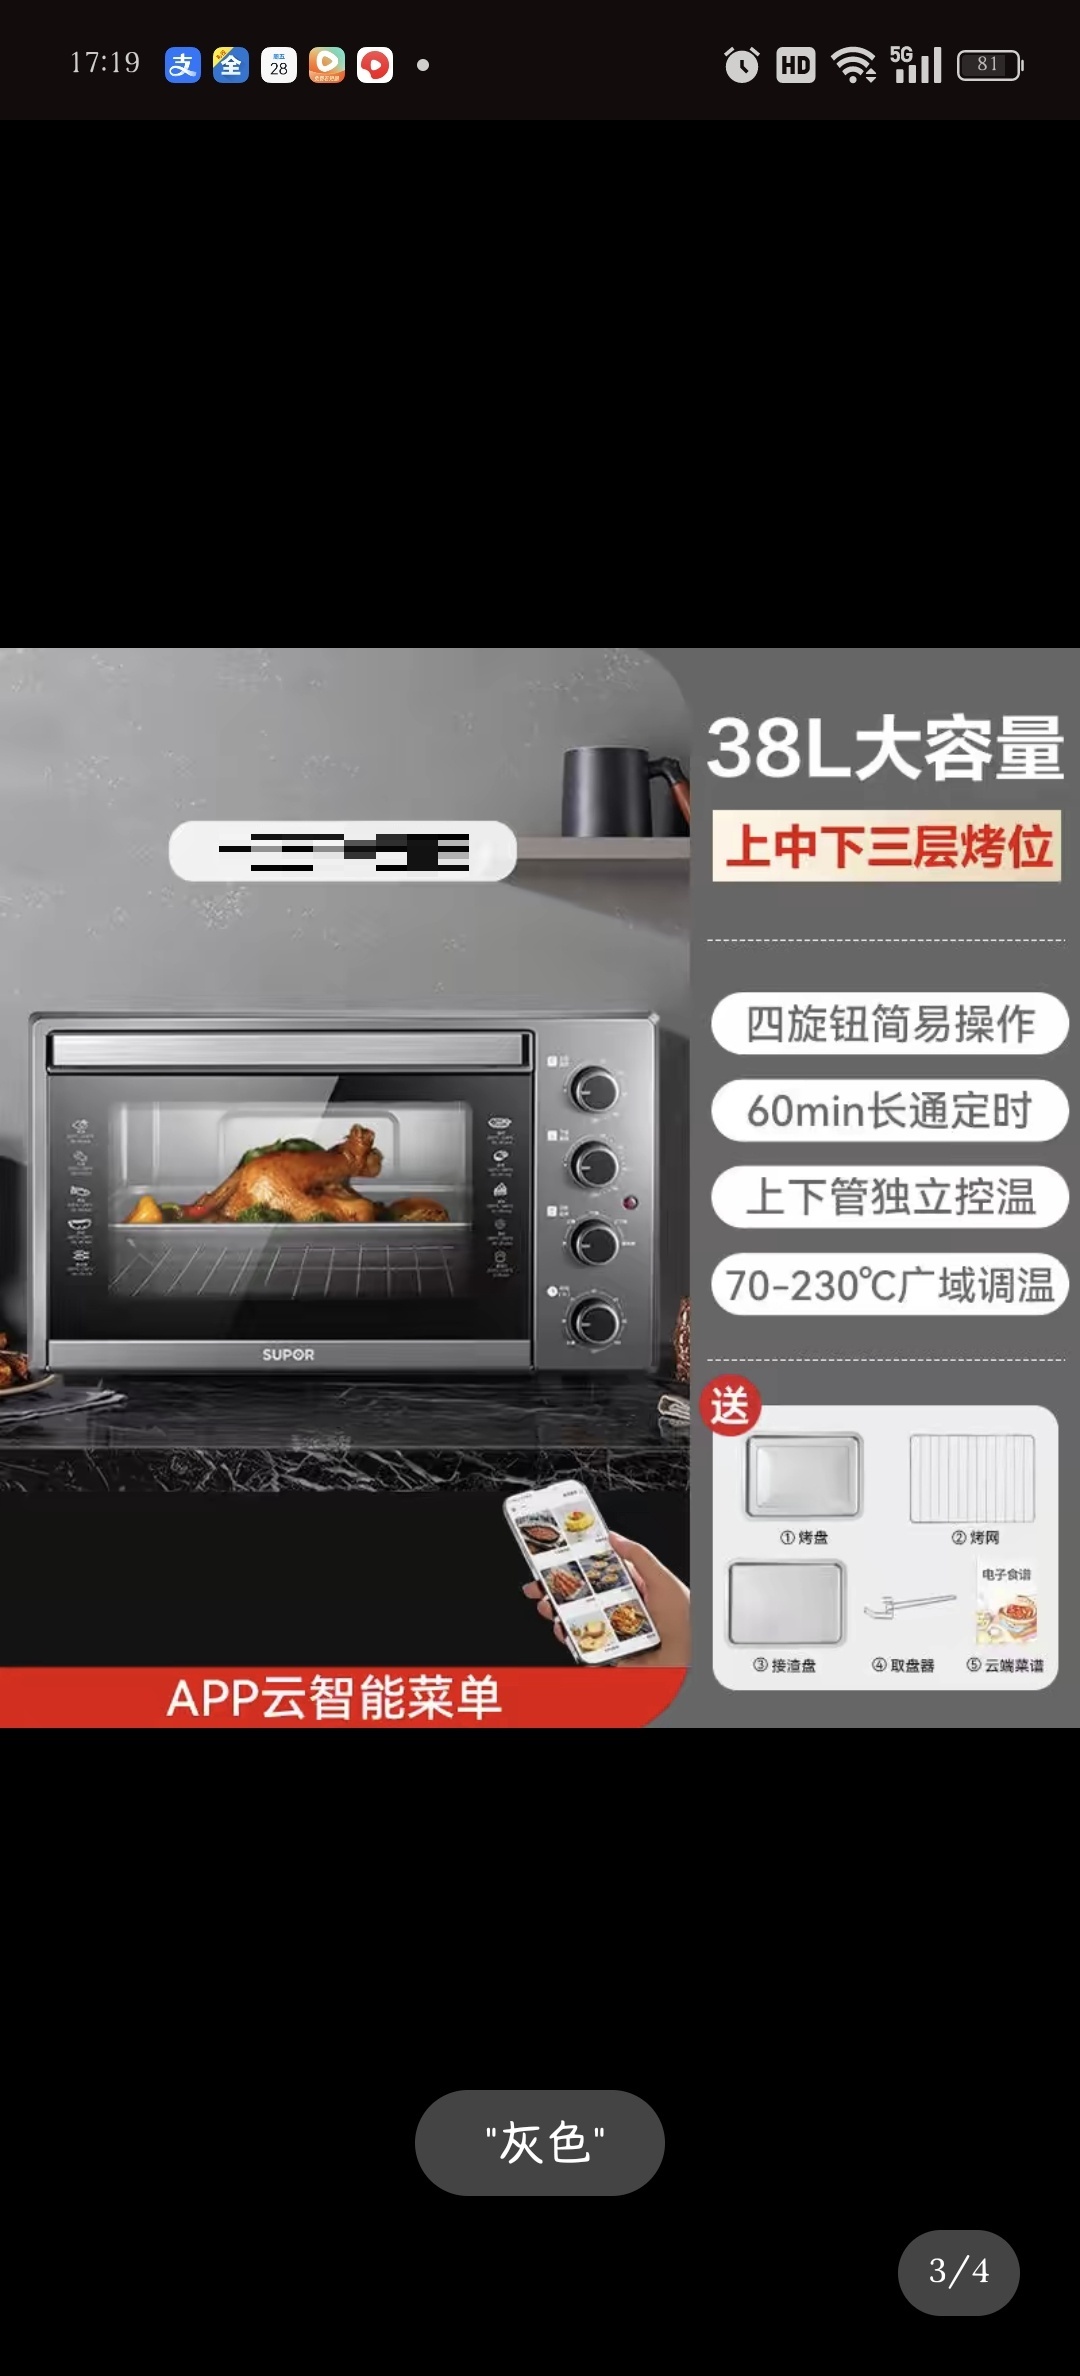 17:19
支
全
周五
28
HD
5G
81
38L大容量
上中下三层烤位
四旋钮简易操作
60min长通定时
上下管独立控温
70-230℃广域调温
SUPOR
送
①烤盘
②烤网
电子食谱
③接渣盘
④取盘器
⑤云端菜谱
APP云智能菜单
"灰色"
3/4